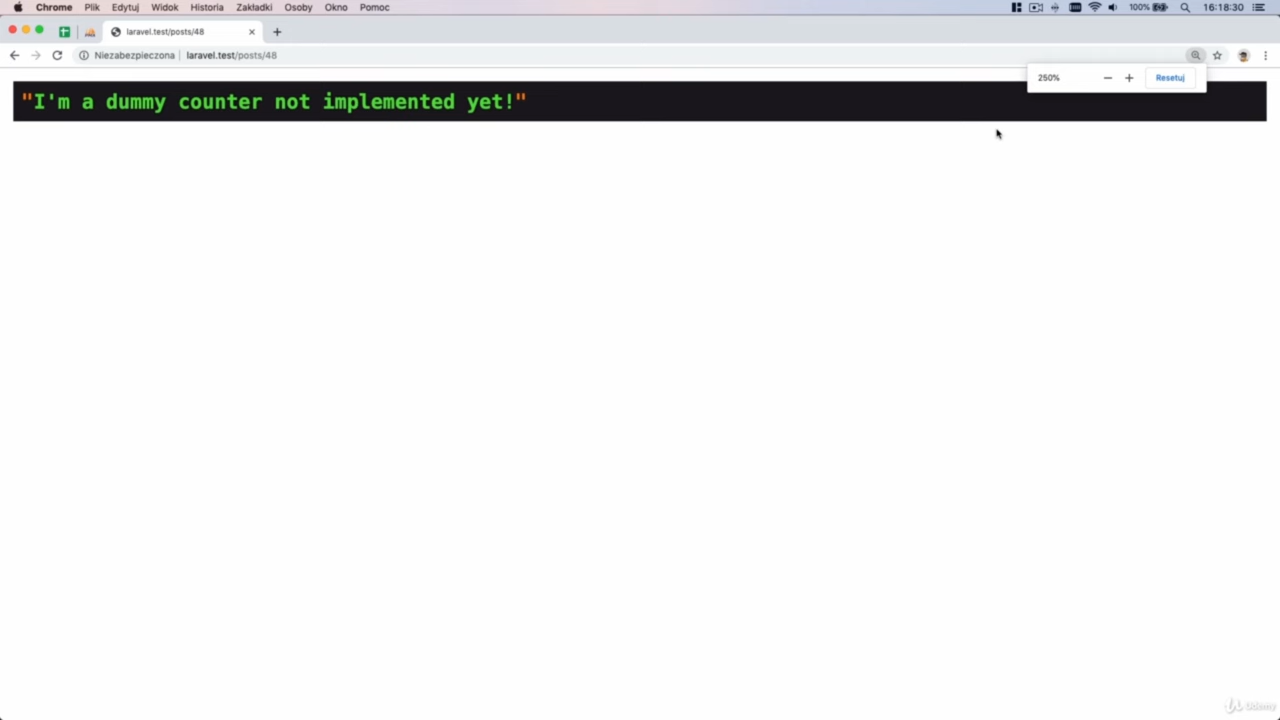 Chrome Plik Edytuj Widok Historia Zakładki Osoby Okno Pomoc 100% 16:18:30
laravel.test/posts/48
Niezabezpieczona laravel.test/posts/48
250% Resetuj
"I'm a dummy counter not implemented yet!"
Udemy